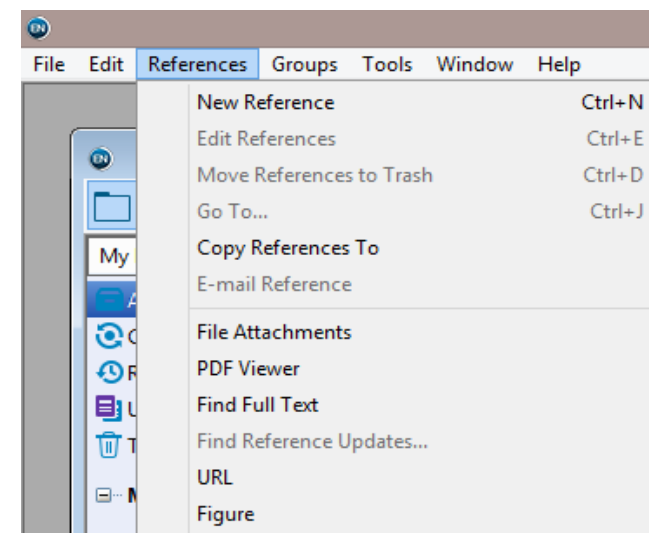 EN
File Edit References Groups Tools Window Help
New Reference Ctrl+N
Edit References Ctrl+E
EN
Move References to Trash Ctrl+D
Go To... Ctrl+J
My
Copy References To
E-mail Reference
File Attachments
PDF Viewer
Find Full Text
Find Reference Updates...
URL
Figure